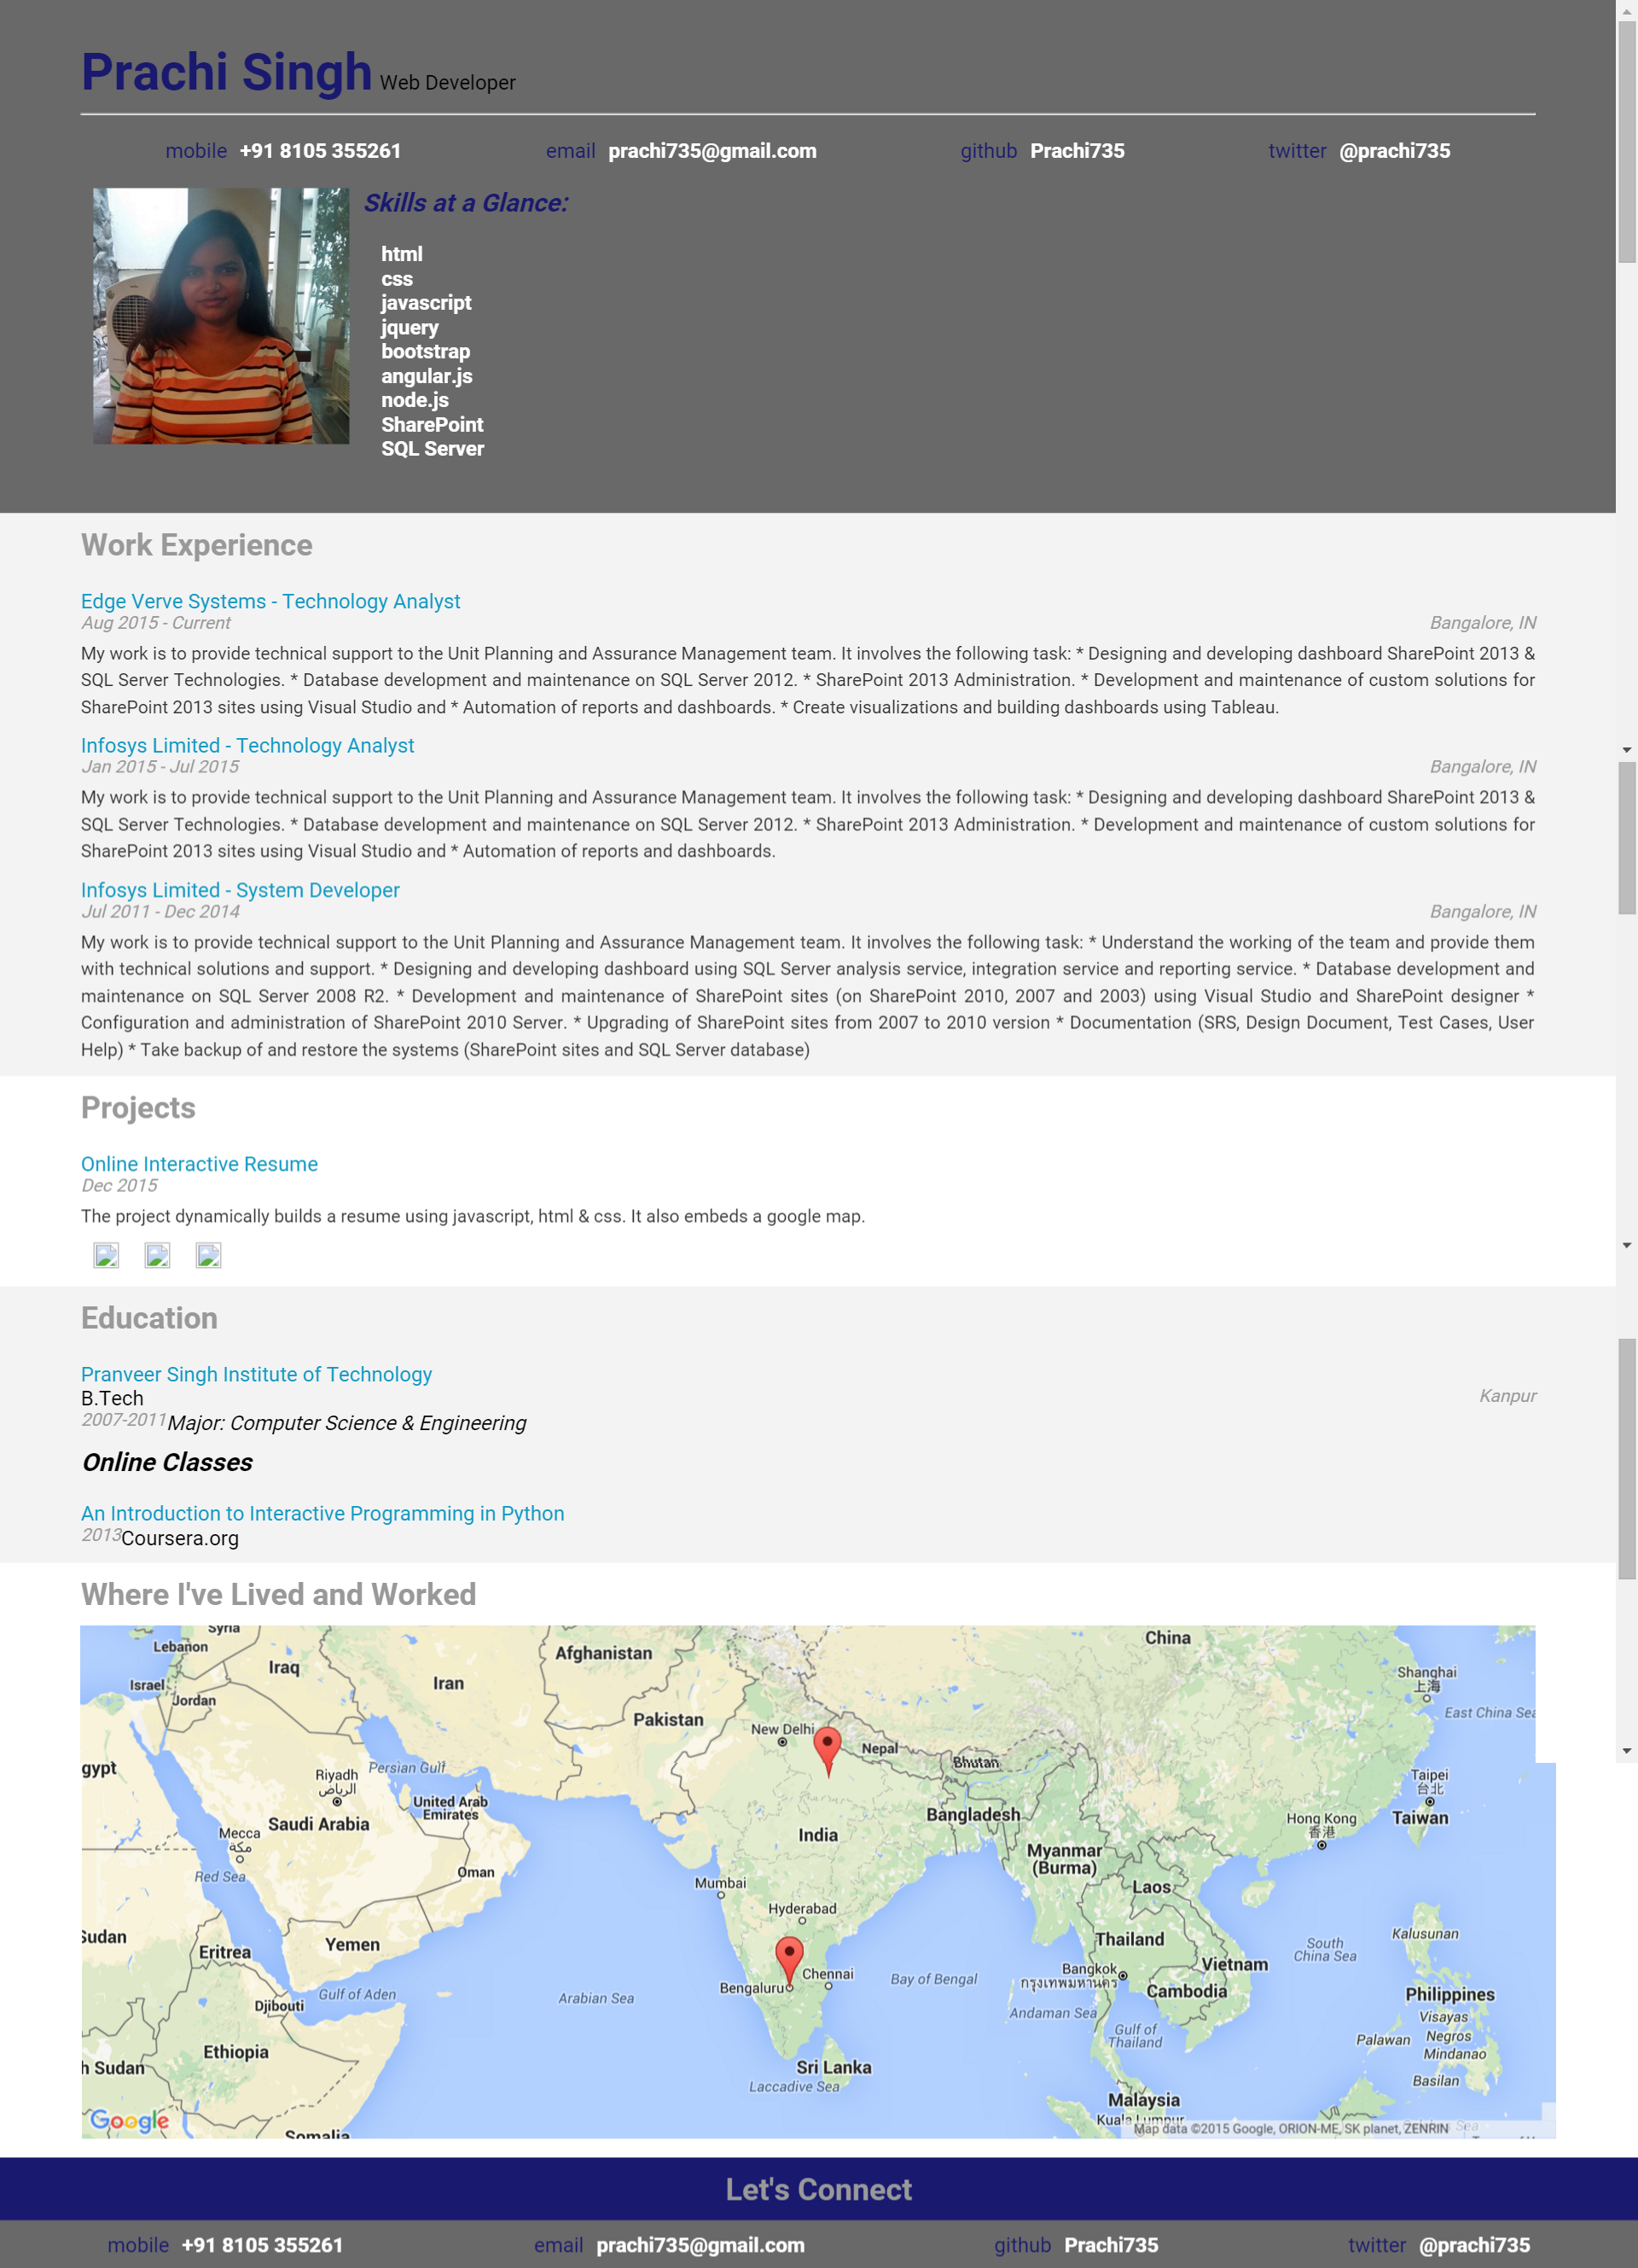 Prachi Singh Web Developer
mobile +91 8105 355261 email prachi735@gmail.com github Prachi735 twitter @prachi735
Skills at a Glance:
html
css
javascript
jquery
bootstrap
angular.js
node.js
SharePoint
SQL Server
Work Experience
Edge Verve Systems - Technology Analyst
Aug 2015 - Current Bangalore, IN
My work is to provide technical support to the Unit Planning and Assurance Management team. It involves the following task: * Designing and developing dashboard SharePoint 2013 &
SQL Server Technologies. * Database development and maintenance on SQL Server 2012. * SharePoint 2013 Administration. * Development and maintenance of custom solutions for
SharePoint 2013 sites using Visual Studio and * Automation of reports and dashboards. * Create visualizations and building dashboards using Tableau.
Infosys Limited - Technology Analyst
Jan 2015 - Jul 2015 Bangalore, IN
My work is to provide technical support to the Unit Planning and Assurance Management team. It involves the following task: * Designing and developing dashboard SharePoint 2013 &
SQL Server Technologies. * Database development and maintenance on SQL Server 2012. * SharePoint 2013 Administration. * Development and maintenance of custom solutions for
SharePoint 2013 sites using Visual Studio and * Automation of reports and dashboards.
Infosys Limited - System Developer
Jul 2011 - Dec 2014 Bangalore, IN
My work is to provide technical support to the Unit Planning and Assurance Management team. It involves the following task: * Understand the working of the team and provide them
with technical solutions and support. * Designing and developing dashboard using SQL Server analysis service, integration service and reporting service. * Database development and
maintenance on SQL Server 2008 R2. * Development and maintenance of SharePoint sites (on SharePoint 2010, 2007 and 2003) using Visual Studio and SharePoint designer *
Configuration and administration of SharePoint 2010 Server. * Upgrading of SharePoint sites from 2007 to 2010 version * Documentation (SRS, Design Document, Test Cases, User
Help) * Take backup of and restore the systems (SharePoint sites and SQL Server database)
Projects
Online Interactive Resume
Dec 2015
The project dynamically builds a resume using javascript, html & css. It also embeds a google map.
Education
Pranveer Singh Institute of Technology
B.Tech Kanpur
2007-2011 Major: Computer Science & Engineering
Online Classes
An Introduction to Interactive Programming in Python
2013 Coursera.org
Where I've Lived and Worked
Syria
Lebanon
Afghanistan
China
Iraq
Iran
Shanghai
上海
Israel
Jordan
East China Sea
Pakistan
New Delhi
Nepal
Bhutan
gypt
Persian Gulf
Riyadh
الرياض
Taipei
台北
United Arab
Emirates
Saudi Arabia
Bangladesh
Hong Kong
香港
Taiwan
Mecca
مكة
India
Myanmar
(Burma)
Red Sea
Oman
Mumbai
Laos
Hyderabad
Sudan
Eritrea
Yemen
Thailand
South
China Sea
Kalusunan
Vietnam
Bangkok
กรุงเทพมหานคร
Bengaluru
Chennai
Bay of Bengal
Cambodia
Philippines
Gulf of Aden
Arabian Sea
Djibouti
Andaman Sea
Visayas
Gulf of
Thailand
Palawan
Negros
Mindanao
Ethiopia
h Sudan
Sri Lanka
Laccadive Sea
Basilan
Malaysia
Kuala Lumpur
Google
Somalia
Map data ©2015 Google, ORION-ME, SK planet, ZENRIN
Let's Connect
mobile +91 8105 355261 email prachi735@gmail.com github Prachi735 twitter @prachi735